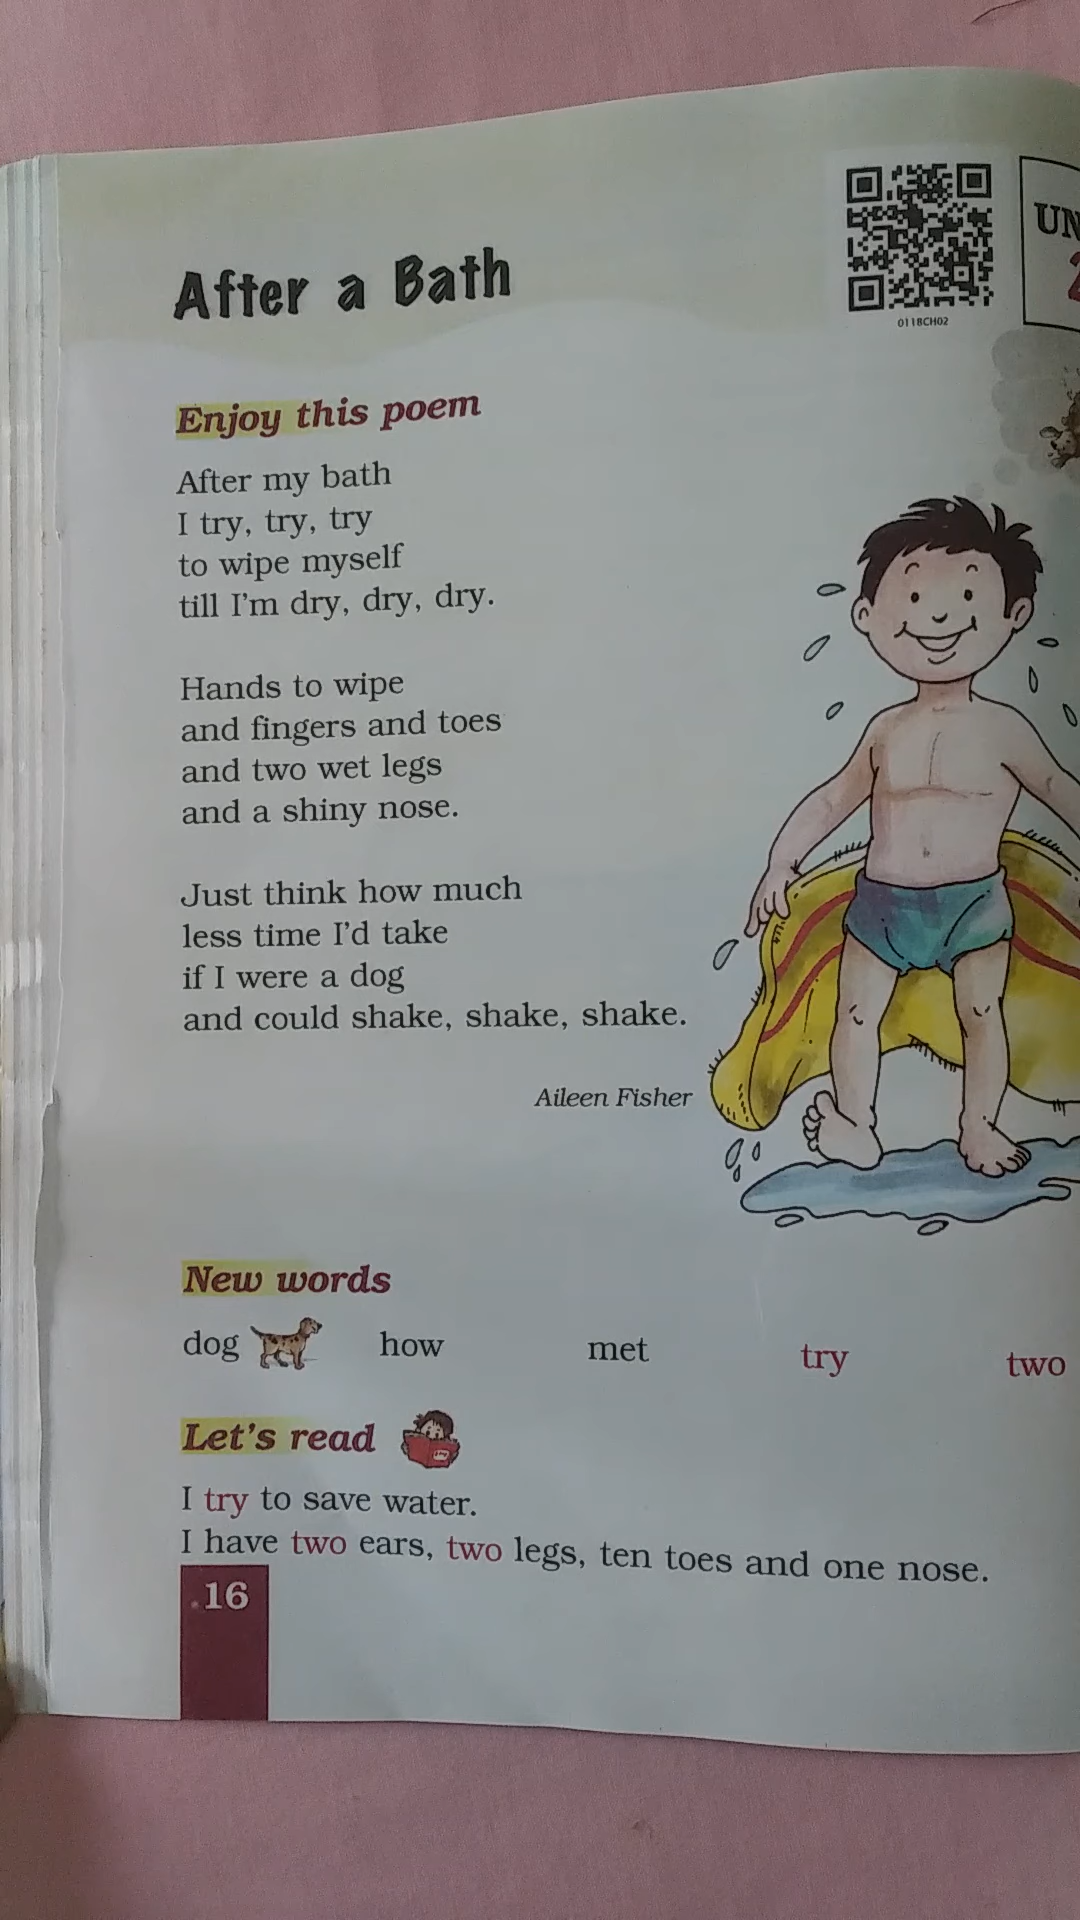 0118CH02
After a Bath
Enjoy this poem
After my bath
I try, try, try
to wipe myself
till I'm dry, dry, dry.
Hands to wipe
and fingers and toes
and two wet legs
and a shiny nose.
Just think how much
less time I'd take
if I were a dog
and could shake, shake, shake.
Aileen Fisher
New words
dog how met try two
Let's read
I try to save water.
I have two ears, two legs, ten toes and one nose.
16